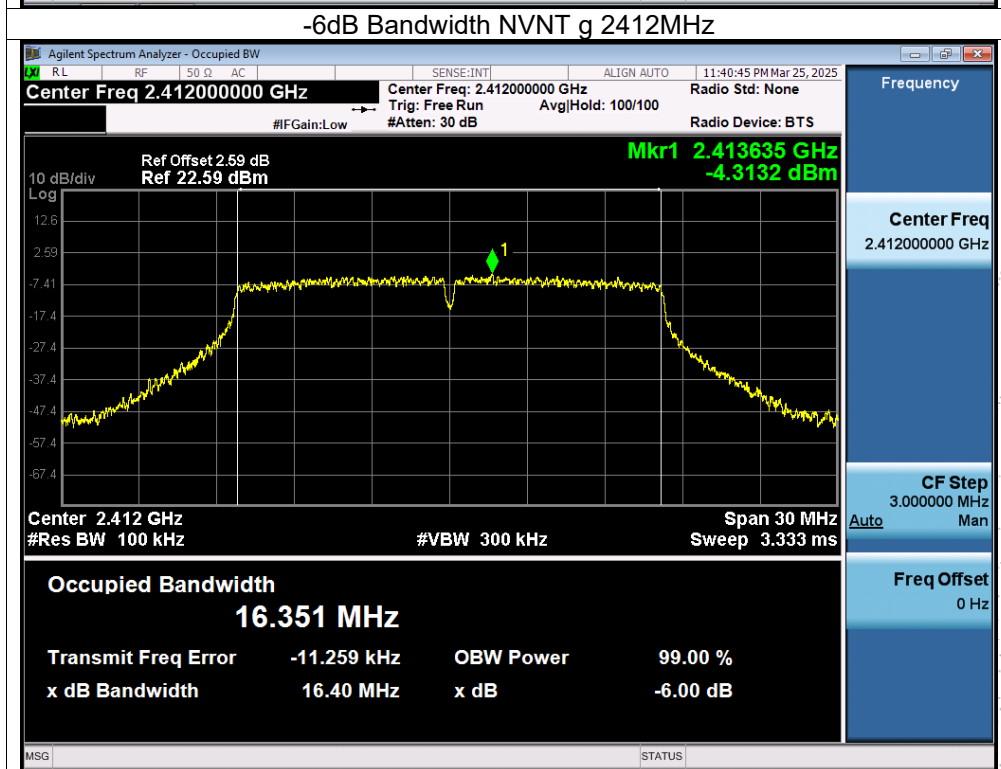 -6dB Bandwidth NVNT g 2412MHz
Agilent Spectrum Analyzer - Occupied BW
LXI RL RF 50 Ω AC SENSE:INT ALIGN AUTO 11:40:45 PM Mar 25, 2025
Center Freq 2.412000000 GHz
Center Freq: 2.412000000 GHz
Radio Std: None
Trig: Free Run Avg|Hold: 100/100
#IFGain:Low
#Atten: 30 dB
Radio Device: BTS
Mkr1 2.413635 GHz
-4.3132 dBm
Ref Offset 2.59 dB
10 dB/div Ref 22.59 dBm
Log
12.6
2.59
-7.41
-17.4
-27.4
-37.4
-47.4
-57.4
-67.4
1
Center 2.412 GHz Span 30 MHz
#Res BW 100 kHz #VBW 300 kHz Sweep 3.333 ms
Occupied Bandwidth
16.351 MHz
Transmit Freq Error -11.259 kHz OBW Power 99.00 %
x dB Bandwidth 16.40 MHz x dB -6.00 dB
MSG STATUS
Frequency
Center Freq
2.412000000 GHz
CF Step
3.000000 MHz
Auto Man
Freq Offset
0 Hz